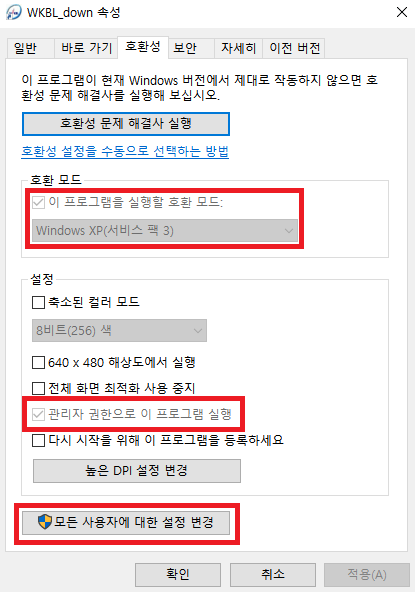 WKBL_down 속성
일반 바로 가기 호환성 보안 자세히 이전 버전
이 프로그램이 현재 Windows 버전에서 제대로 작동하지 않으면 호
환성 문제 해결사를 실행해 보십시오.
호환성 문제 해결사 실행
호환성 설정을 수동으로 선택하는 방법
호환 모드
이 프로그램을 실행할 호환 모드:
Windows XP(서비스 팩 3)
설정
축소된 컬러 모드
8비트(256) 색
640 x 480 해상도에서 실행
전체 화면 최적화 사용 중지
관리자 권한으로 이 프로그램 실행
다시 시작을 위해 이 프로그램을 등록하세요
높은 DPI 설정 변경
모든 사용자에 대한 설정 변경
확인 취소 적용(A)